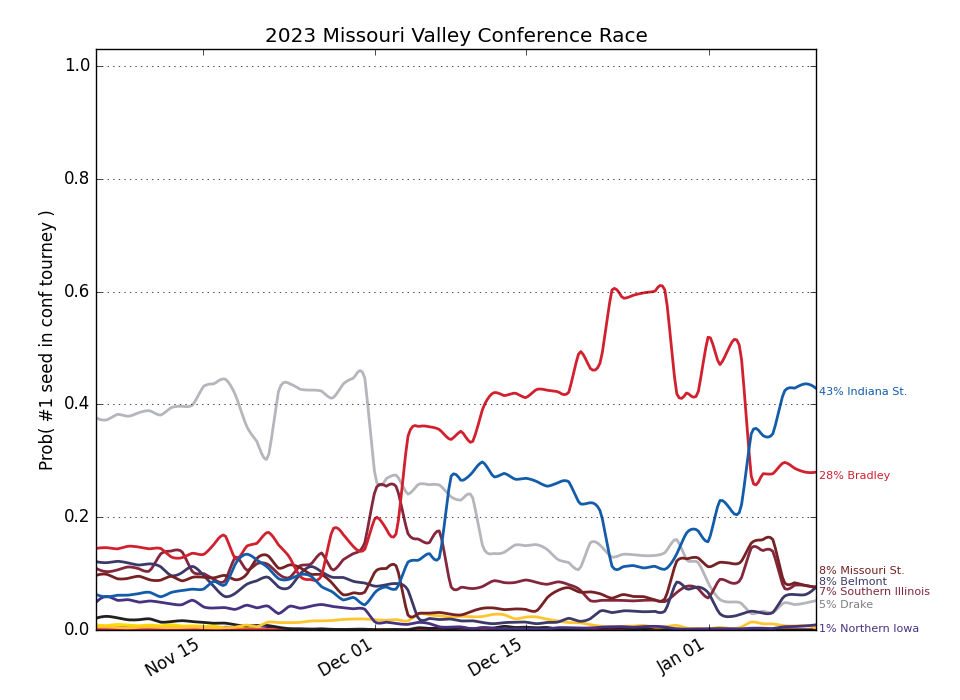 2023 Missouri Valley Conference Race
Prob( #1 seed in conf tourney )
1.0
0.8
0.6
0.4
0.2
0.0
Nov 15
Dec 01
Dec 15
Jan 01
43% Indiana St.
28% Bradley
8% Missouri St.
8% Belmont
7% Southern Illinois
5% Drake
1% Northern Iowa